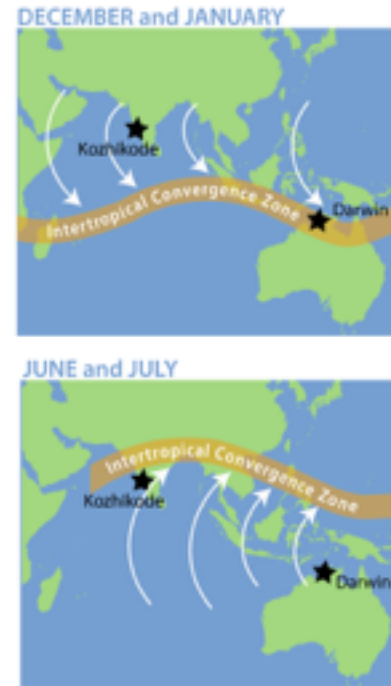 DECEMBER and JANUARY
Kozhikode
Intertropical Convergence Zone
Darwin
JUNE and JULY
Intertropical Convergence Zone
Kozhikode
Darwin